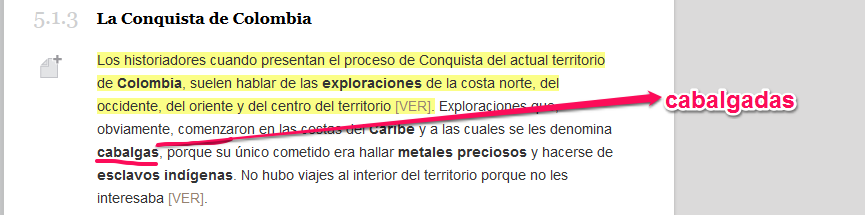 5.1.3 La Conquista de Colombia
Los historiadores cuando presentan el proceso de Conquista del actual territorio
de Colombia, suelen hablar de las exploraciones de la costa norte, del
occidente, del oriente y del centro del territorio [VER]. Exploraciones que,
cabalgadas
obviamente, comenzaron en las costas del Caribe y a las cuales se les denomina
cabalgas, porque su único cometido era hallar metales preciosos y hacerse de
esclavos indígenas. No hubo viajes al interior del territorio porque no les
interesaba [VER].